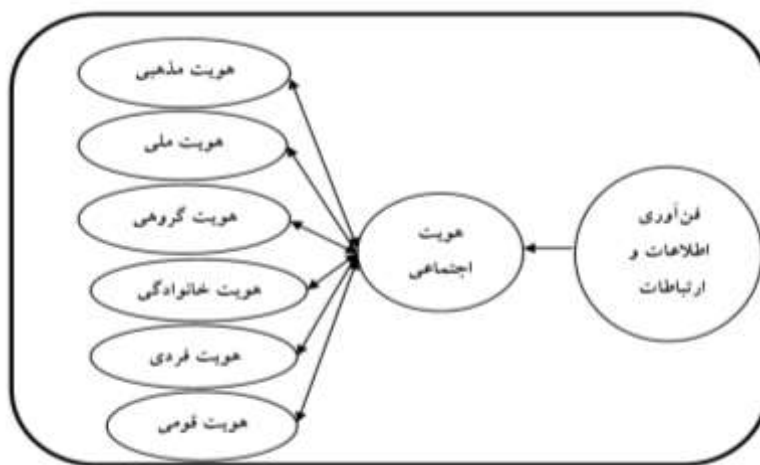 هویت مذهبی
هویت ملی
هویت گروهی
هویت خانوادگی
هویت فردی
هویت قومی
هویت
اجتماعی
فن‌آوری
اطلاعات و
ارتباطات